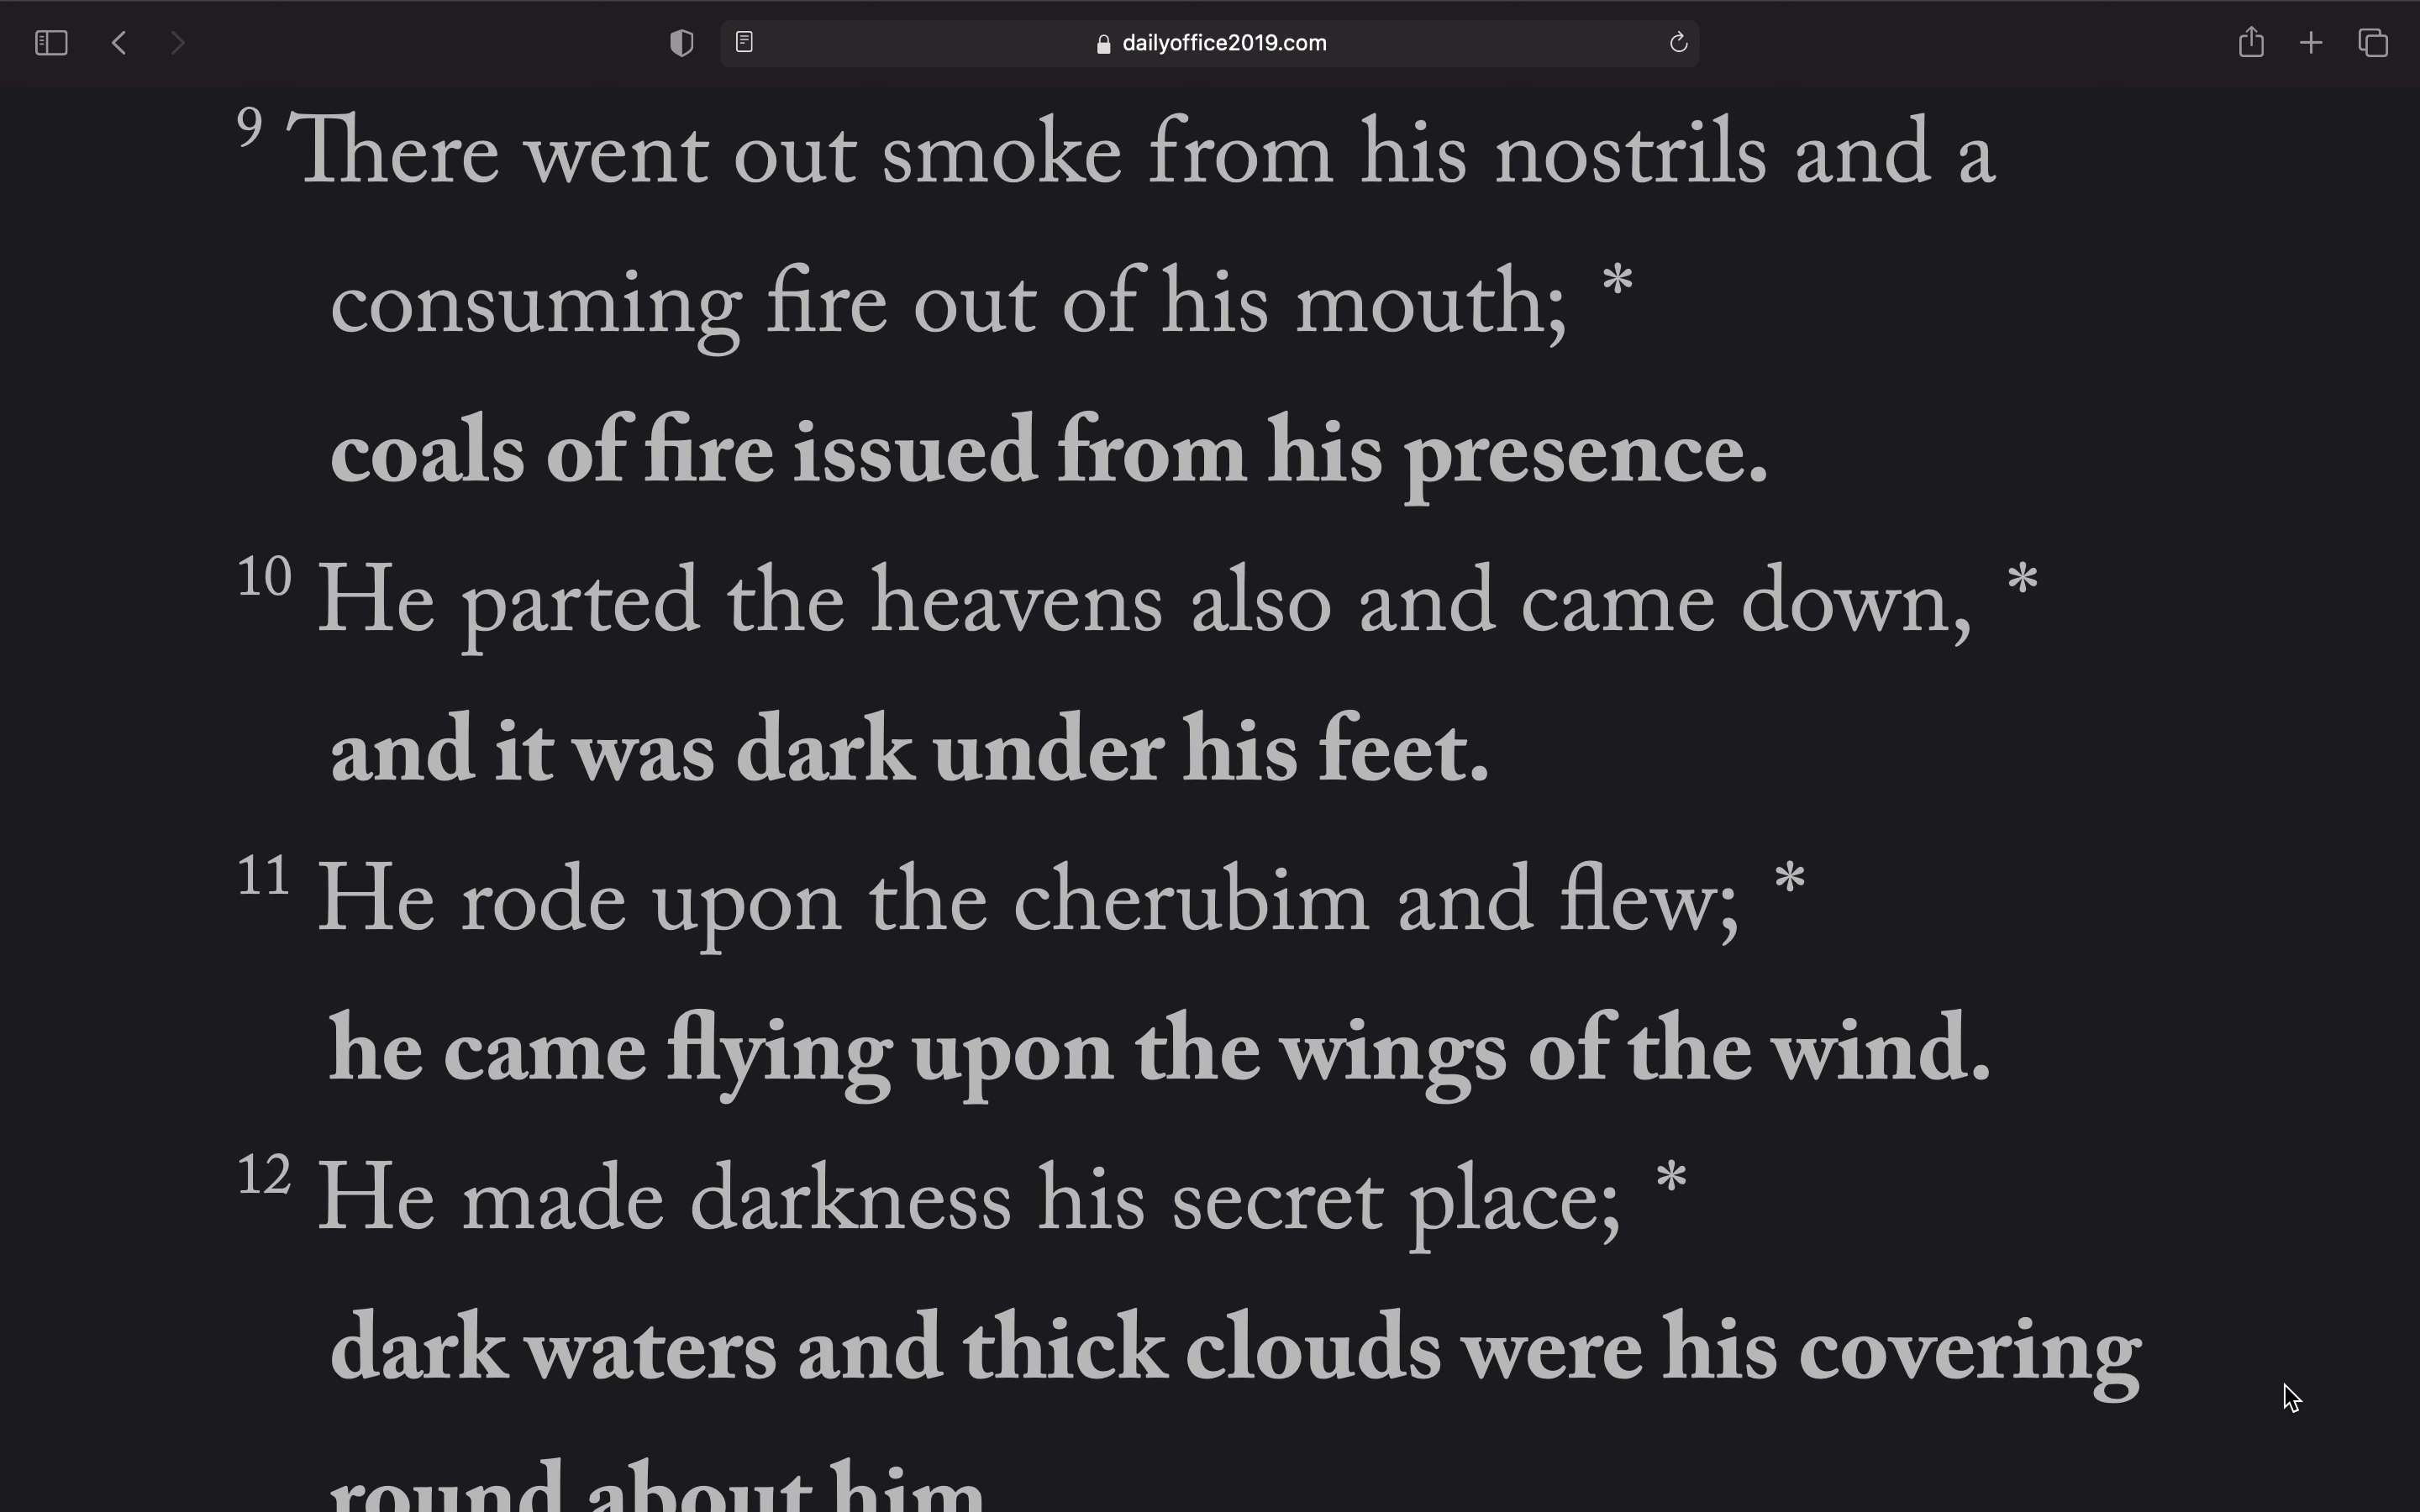 dailyoffice2019.com
9 There went out smoke from his nostrils and a
consuming fire out of his mouth; *
coals of fire issued from his presence.
10 He parted the heavens also and came down, *
and it was dark under his feet.
11 He rode upon the cherubim and flew; *
he came flying upon the wings of the wind.
12 He made darkness his secret place; *
dark waters and thick clouds were his covering
round about him